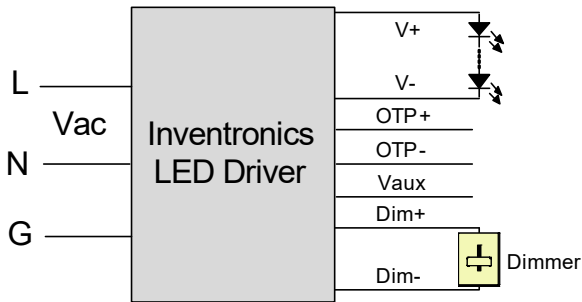 L
Vac
N
G
Inventronics
LED Driver
V+
V-
OTP+
OTP-
Vaux
Dim+
Dim-
Dimmer